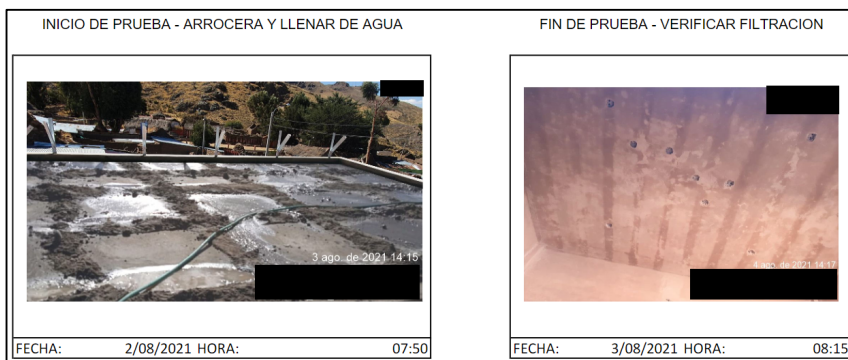 INICIO DE PRUEBA - ARROCERA Y LLENAR DE AGUA
3 ago. de 2021 14:15
FECHA: 2/08/2021 HORA: 07:50
FIN DE PRUEBA - VERIFICAR FILTRACION
4 ago. de 2021 14:17
FECHA: 3/08/2021 HORA: 08:15